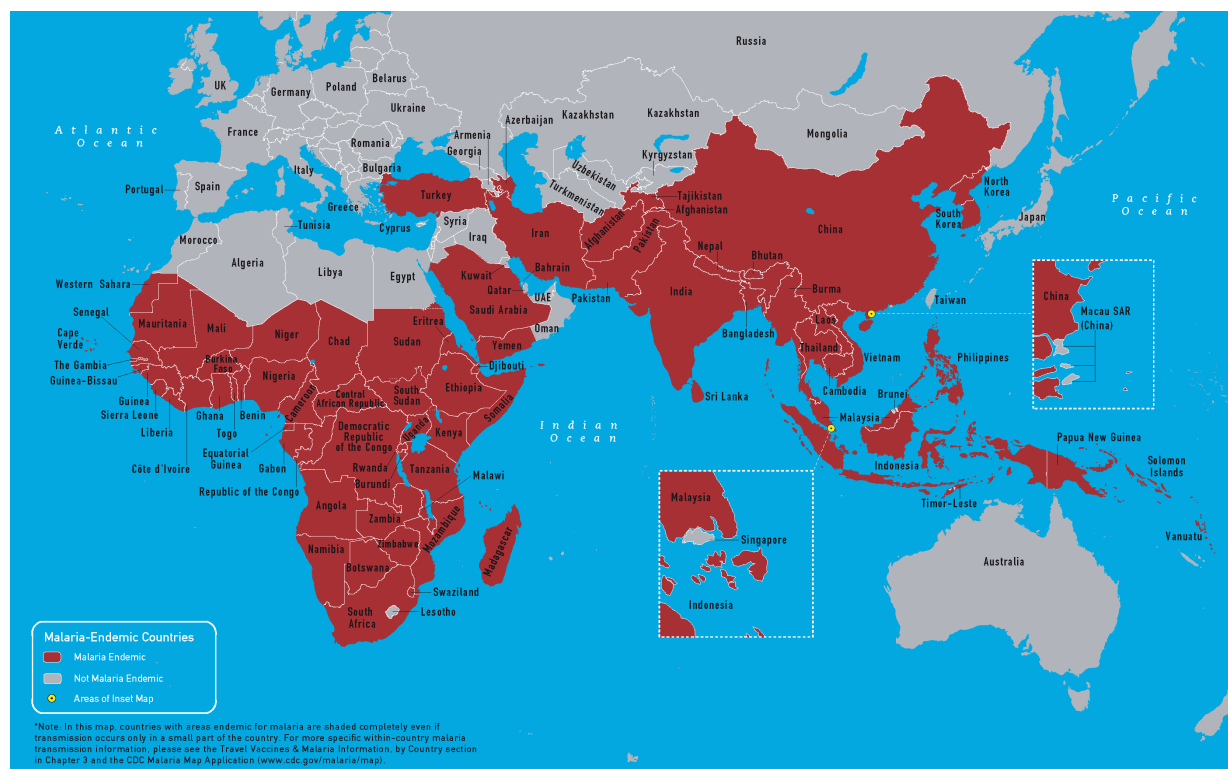 Russia
UK
Germany
Poland
Belarus
Ukraine
France
Kazakhstan
Kazakhstan
Azerbaijan
Armenia
Georgia
Mongolia
Atlantic
Ocean
Romania
Bulgaria
Italy
Kyrgyzstan
Uzbekistan
Turkmenistan
Portugal
Spain
Turkey
Tajikistan
Afghanistan
Afghanistan
North
Korea
South
Korea
Japan
Pacific
Ocean
Greece
Tunisia
Cyprus
Syria
Iraq
Iran
Pakistan
China
Morocco
Algeria
Libya
Egypt
Kuwait
Bahrain
Nepal
Bhutan
Western Sahara
Qatar
UAE
Pakistan
India
Burma
Taiwan
China
Macau SAR
(China)
Senegal
Cape
Verde
Mauritania
Mali
Niger
Chad
Sudan
Eritrea
Saudi Arabia
Oman
Yemen
Bangladesh
Laos
Thailand
Vietnam
Philippines
The Gambia
Guinea-Bissau
Burkina
Faso
Nigeria
Djibouti
Ethiopia
Cambodia
Brunei
Guinea
Sierra Leone
Liberia
Ghana
Togo
Benin
Cameroon
Central
African Republic
South
Sudan
Somalia
Sri Lanka
Malaysia
Côte d'Ivoire
Equatorial
Guinea
Gabon
Republic of the Congo
Democratic
Republic
of the Congo
Uganda
Kenya
Rwanda
Burundi
Tanzania
Malawi
Indian
Ocean
Indonesia
Papua New Guinea
Solomon
Islands
Timor-Leste
Vanuatu
Angola
Zambia
Mozambique
Zimbabwe
Namibia
Botswana
Madagascar
Malaysia
Singapore
Indonesia
Australia
Swaziland
South
Africa
Lesotho
Malaria-Endemic Countries
Malaria Endemic
Not Malaria Endemic
Areas of Inset Map
*Note: In this map, countries with areas endemic for malaria are shaded completely even if
transmission occurs only in a small part of the country. For more specific within-country malaria
transmission information, please see the Travel Vaccines & Malaria Information, by Country section
in Chapter 3 and the CDC Malaria Map Application (www.cdc.gov/malaria/map).